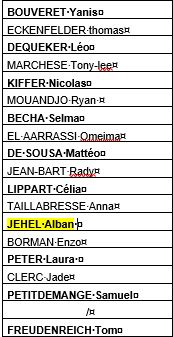 BOUVERET Yanis
ECKENFELDER thomas
DEQUEKER Léo
MARCHESE Tony-lee
KIFFER Nicolas
MOUANDJO Ryan
BECHA Selma
EL AARRASSI Omeima
DE SOUSA Mattéo
JEAN-BART Rady
LIPPART Célia
TAILLABRESSE Anna
JEHEL Alban
BORMAN Enzo
PETER Laura
CLERC Jade
PETITDEMANGE Samuel
/
FREUDENREICH Tom